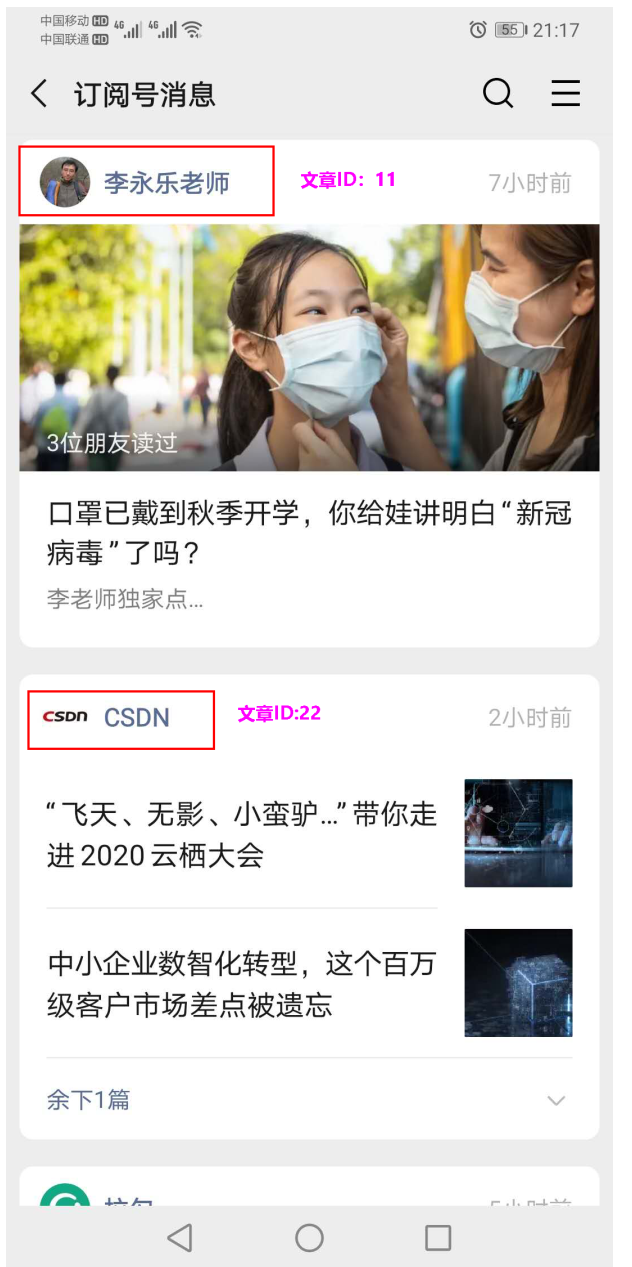 中国移动 HD 4G 4G
中国联通 HD
55 21:17
订阅号消息
李永乐老师
文章ID：11
7小时前
3位朋友读过
口罩已戴到秋季开学，你给娃讲明白“新冠
病毒”了吗？
李老师独家点...
CSDN CSDN
文章ID:22
2小时前
“飞天、无影、小蛮驴...”带你走
进 2020 云栖大会
中小企业数智化转型，这个百万
级客户市场差点被遗忘
余下1篇